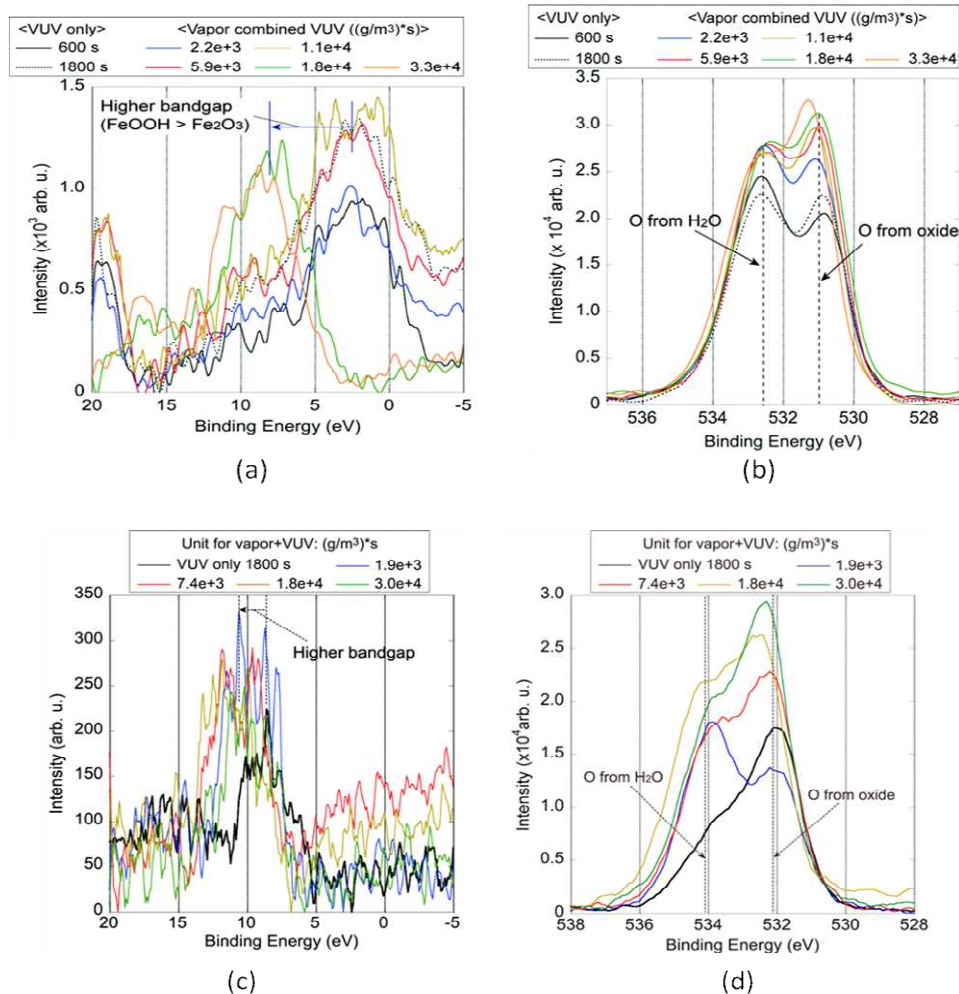 <VUV only> <Vapor combined VUV ((g/m³)*s)>
600 s 2.2e+3 1.1e+4
1800 s 5.9e+3 1.8e+4 3.3e+4
1.5
Higher bandgap
(FeOOH > Fe₂O₃)
1.0
0.5
0
Intensity (x10³ arb. u.)
20 15 10 5 0 -5
Binding Energy (eV)
(a)
<VUV only> <Vapor combined VUV ((g/m³)*s)>
600 s 2.2e+3 1.1e+4
1800 s 5.9e+3 1.8e+4 3.3e+4
3.5
3.0
2.5
2.0
1.5
1.0
0.5
0
Intensity (x 10⁴ arb. u.)
O from H₂O
O from oxide
536 534 532 530 528
Binding Energy (eV)
(b)
Unit for vapor+VUV: (g/m³)*s
VUV only 1800 s 1.9e+3
7.4e+3 1.8e+4 3.0e+4
350
300
250
200
150
100
50
0
Intensity (arb. u.)
Higher bandgap
20 15 10 5 0 -5
Binding Energy (eV)
(c)
Unit for vapor+VUV: (g/m³)*s
VUV only 1800 s 1.9e+3
7.4e+3 1.8e+4 3.0e+4
3.0
2.5
2.0
1.5
1.0
0.5
0
Intensity (x10⁴arb. u.)
O from H₂O
O from oxide
538 536 534 532 530 528
Binding Energy (eV)
(d)